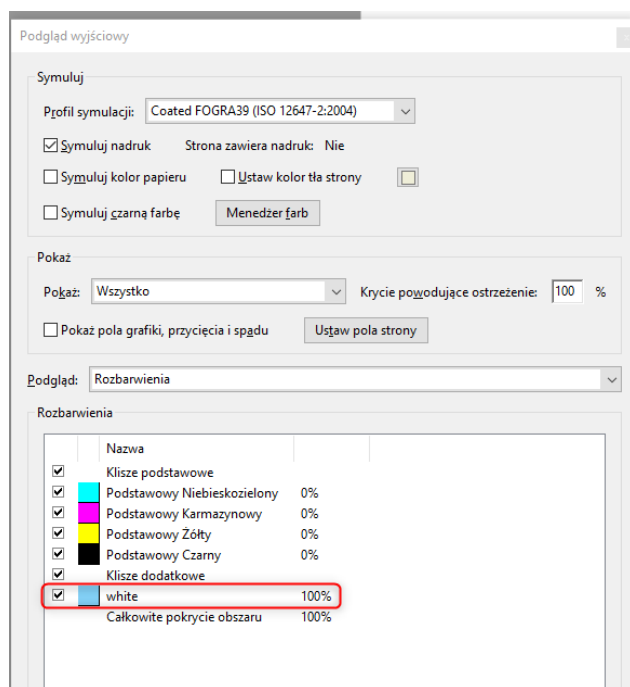 Podgląd wyjściowy
Symuluj
Profil symulacji: Coated FOGRA39 (ISO 12647-2:2004)
Symuluj nadruk Strona zawiera nadruk: Nie
Symuluj kolor papieru Ustaw kolor tła strony
Symuluj czarną farbę Menedżer farb
Pokaż
Pokaż: Wszystko Krycie powodujące ostrzeżenie: 100 %
Pokaż pola grafiki, przycięcia i spadu Ustaw pola strony
Podgląd: Rozbarwienia
Rozbarwienia
Nazwa
Klisze podstawowe
Podstawowy Niebieskozielony 0%
Podstawowy Karmazynowy 0%
Podstawowy Żółty 0%
Podstawowy Czarny 0%
Klisze dodatkowe
white 100%
Całkowite pokrycie obszaru 100%